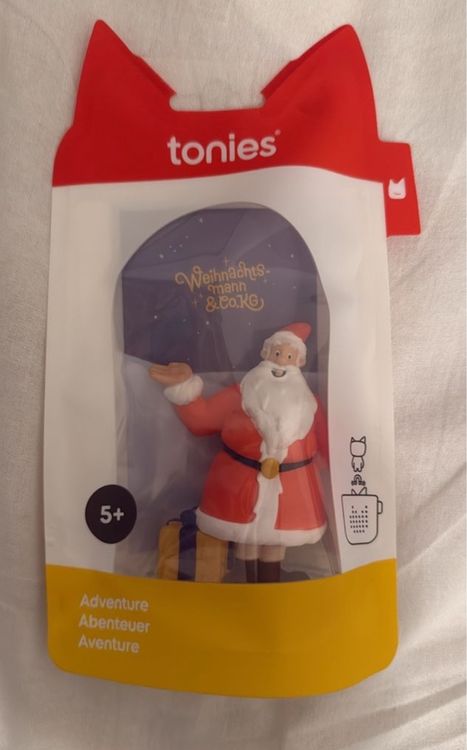 tonies®
Weihnachts-
mann
& Co.KG
5+
Adventure
Abenteuer
Aventure